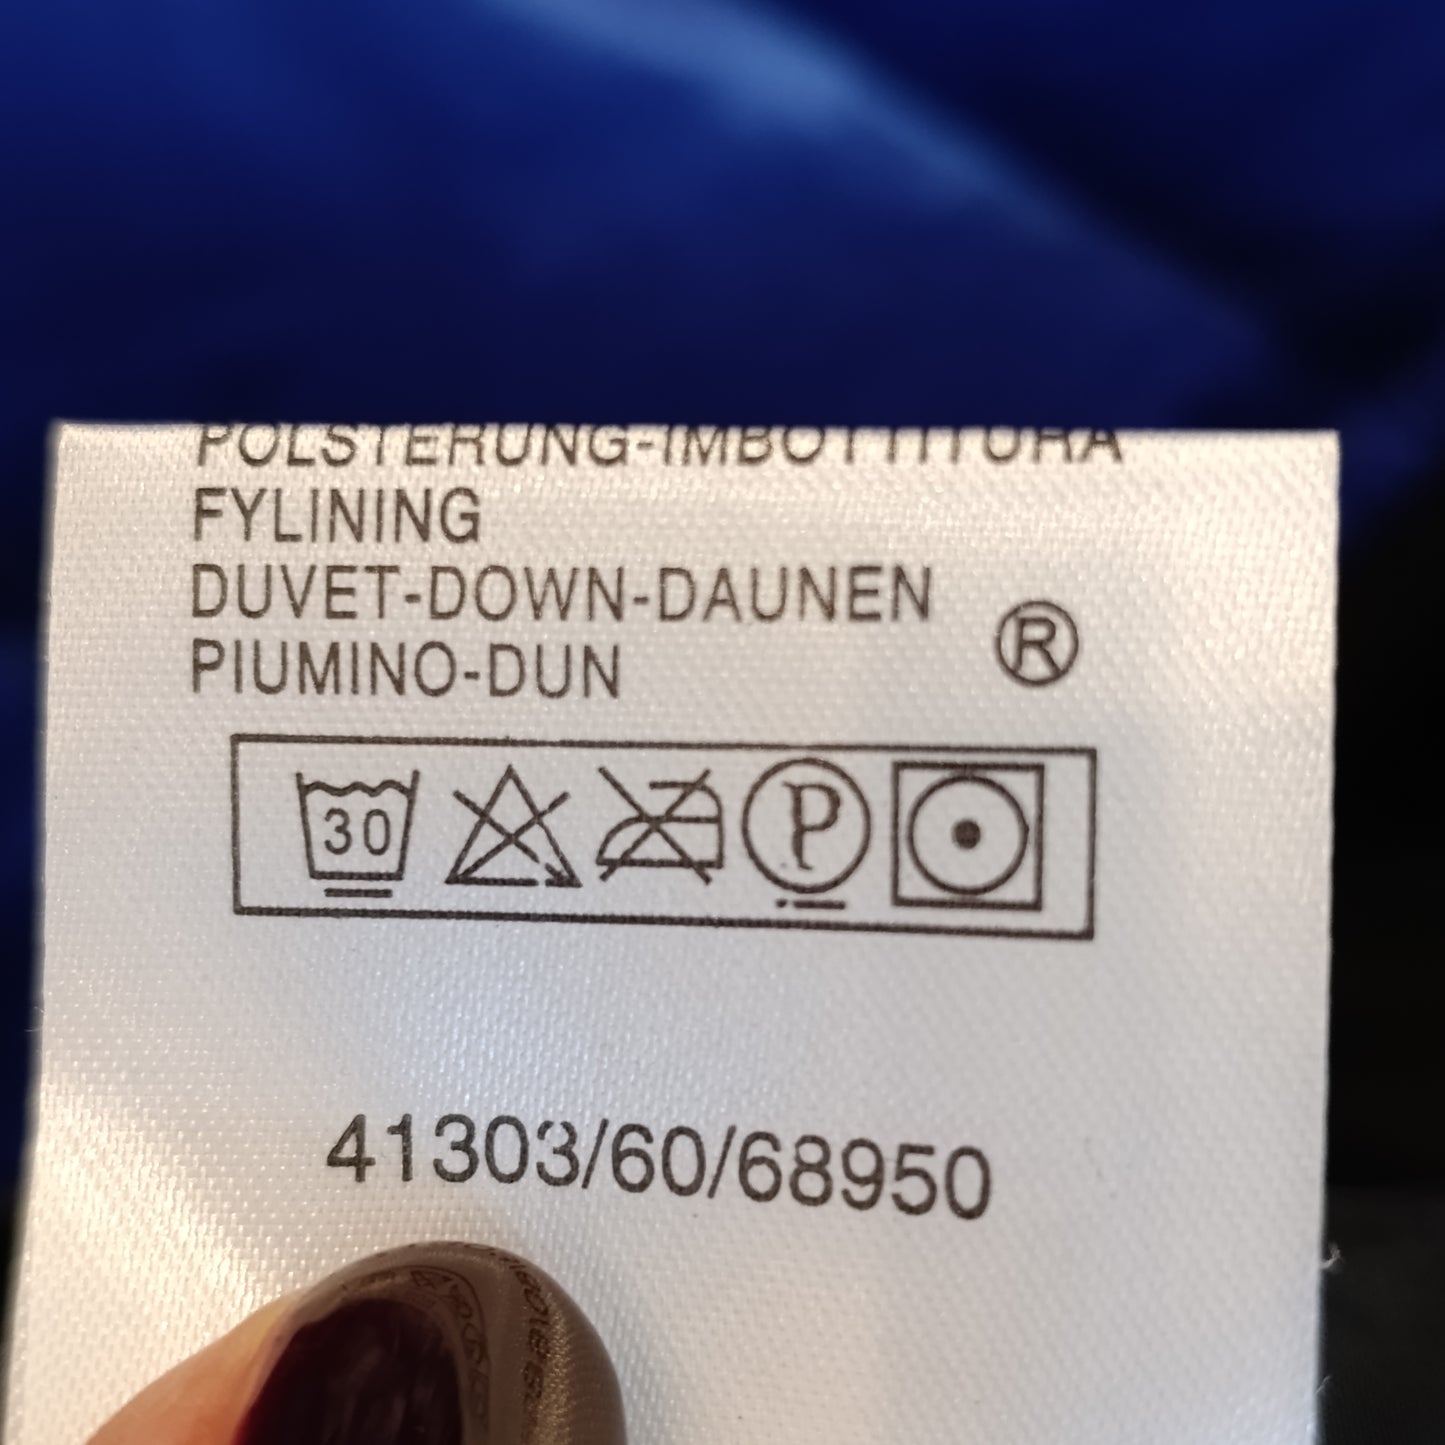 POLSTERUNG-IMBOTTITURA
FYLINING
DUVET-DOWN-DAUNEN
PIUMINO-DUN
®
30
P
41303/60/68950